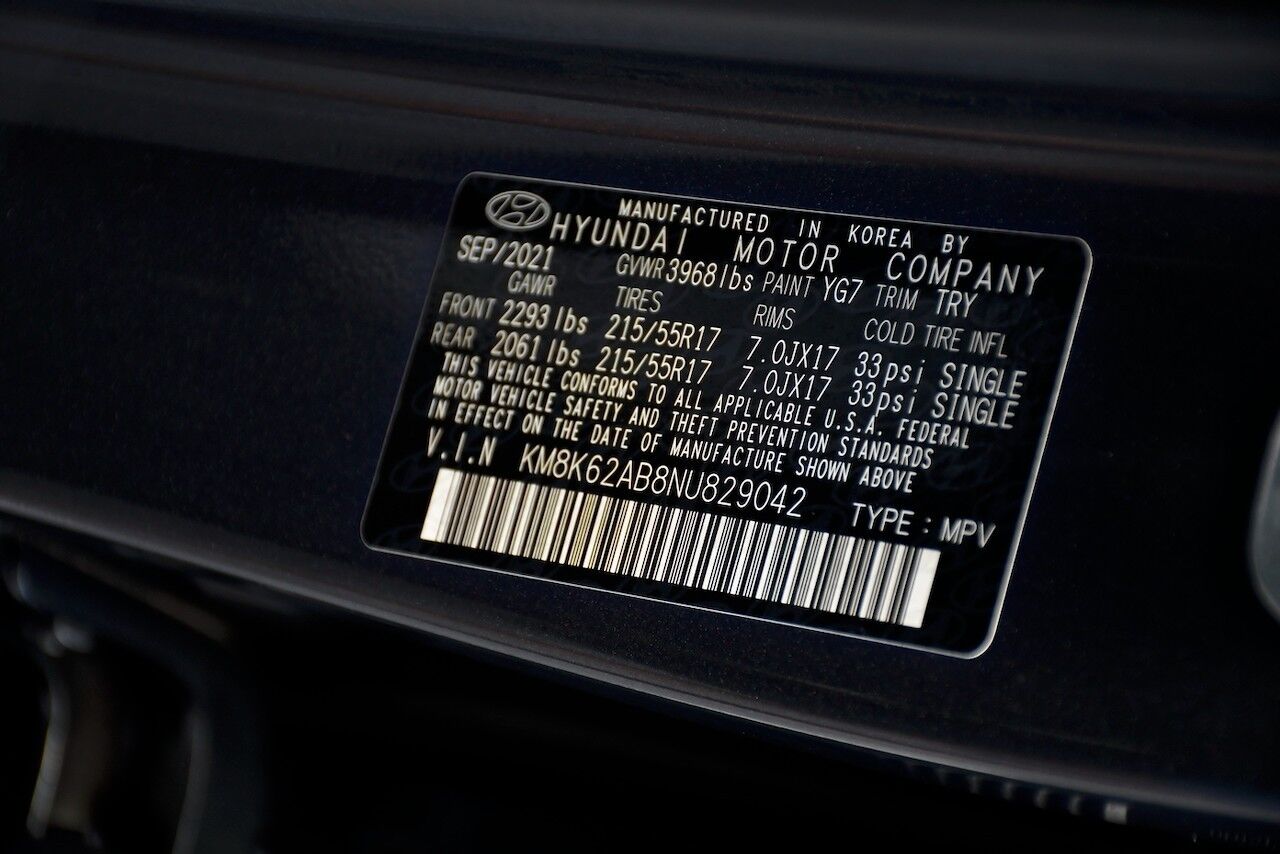 MANUFACTURED IN KOREA BY
HYUNDAI MOTOR COMPANY
SEP/2021 GVWR 3968 lbs PAINT YG7 TRIM TRY
GAWR TIRES RIMS COLD TIRE INFL
FRONT 2293 lbs 215/55R17 7.0JX17 33psi SINGLE
REAR 2061 lbs 215/55R17 7.0JX17 33psi SINGLE
THIS VEHICLE CONFORMS TO ALL APPLICABLE U.S.A. FEDERAL
MOTOR VEHICLE SAFETY AND THEFT PREVENTION STANDARDS
IN EFFECT ON THE DATE OF MANUFACTURE SHOWN ABOVE
V.I.N KM8K62AB8NU829042 TYPE : MPV